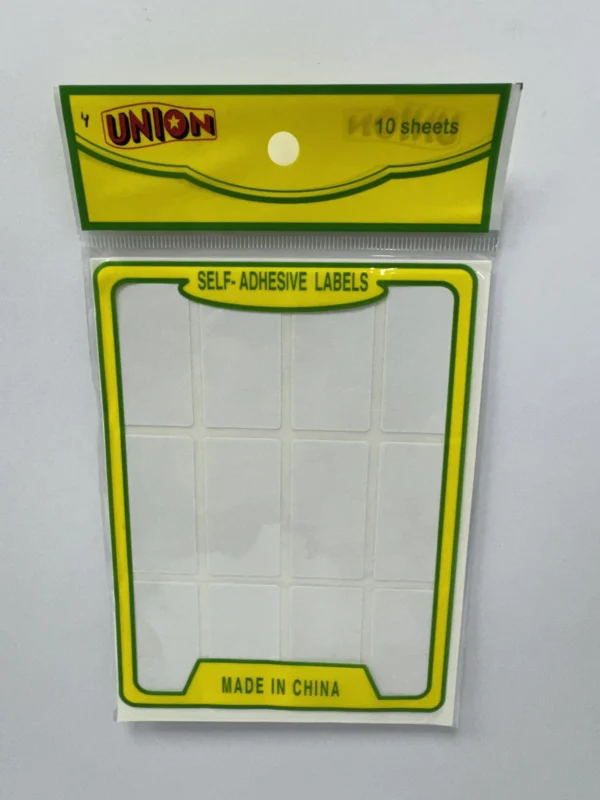 4
UNION
10 sheets
SELF-ADHESIVE LABELS
MADE IN CHINA